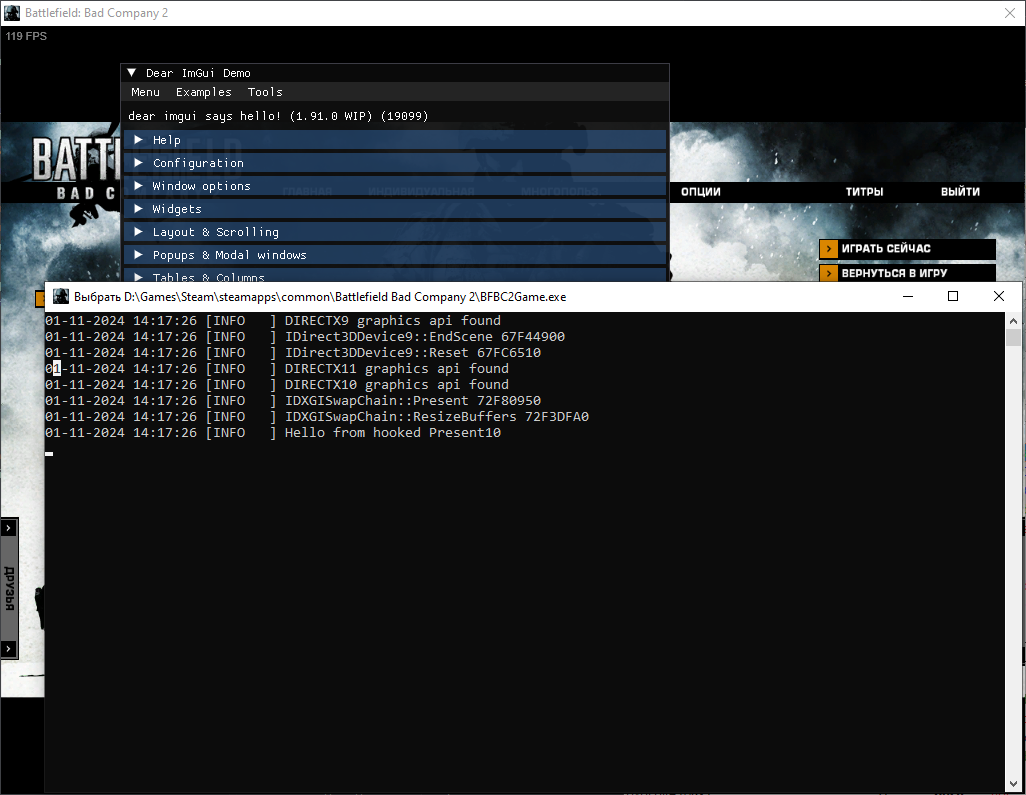 Battlefield: Bad Company 2
119 FPS
Dear ImGui Demo
Menu Examples Tools
dear imgui says hello! (1.91.0 WIP) (19099)
Help
Configuration
Window options
Widgets
Layout & Scrolling
Popups & Modal windows
Tables & Columns
BATT
BAD C
ГЛАВНАЯ ИНДИВИДУАЛЬНАЯ МНОГОПОЛЬЗ ОПЦИИ ТИТРЫ ВЫЙТИ
ИГРАТЬ СЕЙЧАС
ВЕРНУТЬСЯ В ИГРУ
Выбрать D:\Games\Steam\steamapps\common\Battlefield Bad Company 2\BFBC2Game.exe
01-11-2024 14:17:26 [INFO   ] DIRECTX9 graphics api found
01-11-2024 14:17:26 [INFO   ] IDirect3DDevice9::EndScene 67F44900
01-11-2024 14:17:26 [INFO   ] IDirect3DDevice9::Reset 67FC6510
01-11-2024 14:17:26 [INFO   ] DIRECTX11 graphics api found
01-11-2024 14:17:26 [INFO   ] DIRECTX10 graphics api found
01-11-2024 14:17:26 [INFO   ] IDXGISwapChain::Present 72F80950
01-11-2024 14:17:26 [INFO   ] IDXGISwapChain::ResizeBuffers 72F3DFA0
01-11-2024 14:17:26 [INFO   ] Hello from hooked Present10
ДРУЗЬЯ